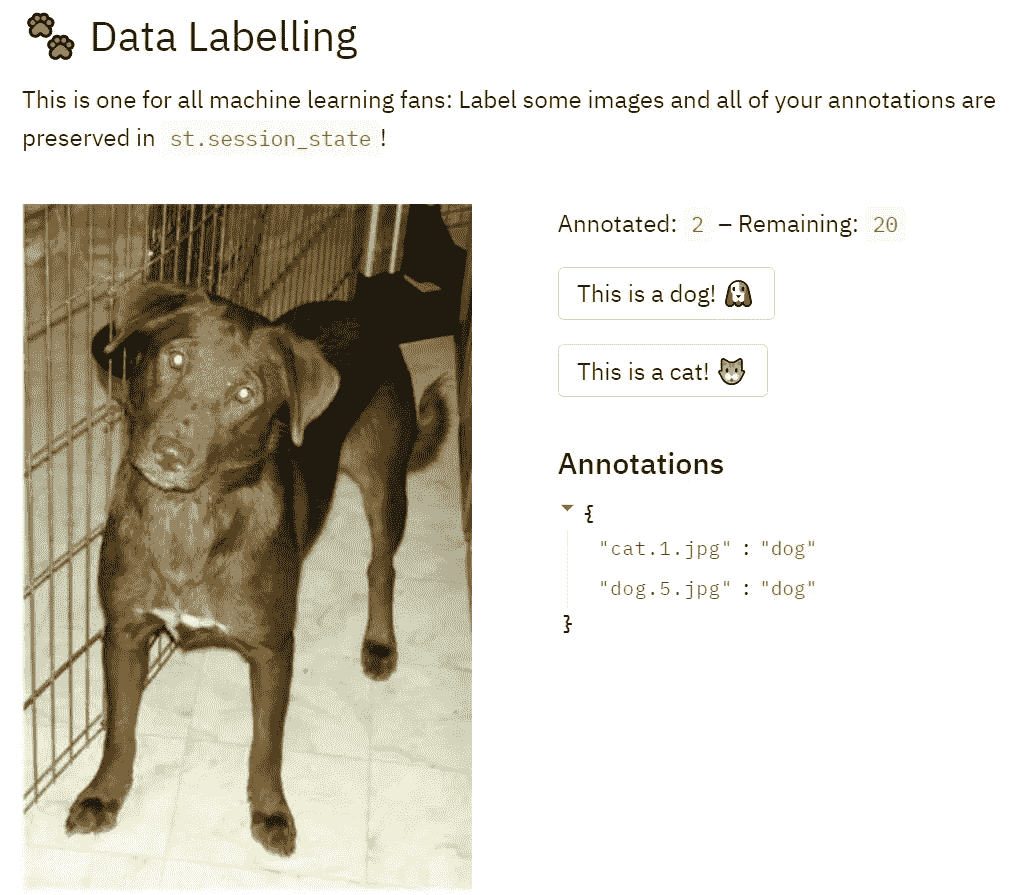 Data Labelling
This is one for all machine learning fans: Label some images and all of your annotations are
preserved in st.session_state !
Annotated: 2 – Remaining: 20
This is a dog!
This is a cat!
Annotations
{
"cat.1.jpg" : "dog"
"dog.5.jpg" : "dog"
}